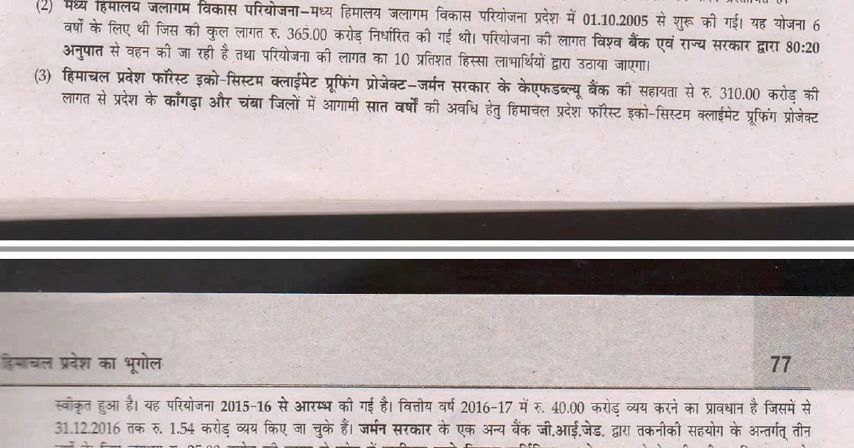 (2) मध्य हिमालय जलागम विकास परियोजना–मध्य हिमालय जलागम विकास परियोजना प्रदेश में 01.10.2005 से शुरू की गई। यह योजना 6
वर्षों के लिए थी जिस की कुल लागत रु. 365.00 करोड़ निर्धारित की गई थी। परियोजना की लागत विश्व बैंक एवं राज्य सरकार द्वारा 80:20
अनुपात से वहन की जा रही है तथा परियोजना की लागत का 10 प्रतिशत हिस्सा लाभार्थियों द्वारा उठाया जाएगा।
(3) हिमाचल प्रदेश फॉरेस्ट इको-सिस्टम क्लाईमेट प्रूफिंग प्रोजेक्ट–जर्मन सरकार के केएफडब्ल्यू बैंक की सहायता से रु. 310.00 करोड़ की
लागत से प्रदेश के काँगड़ा और चंबा जिलों में आगामी सात वर्षों की अवधि हेतु हिमाचल प्रदेश फॉरेस्ट इको-सिस्टम क्लाईमेट प्रूफिंग प्रोजेक्ट
हिमाचल प्रदेश का भूगोल 77
स्वीकृत हुआ है। यह परियोजना 2015-16 से आरम्भ की गई है। वित्तीय वर्ष 2016-17 में रु. 40.00 करोड़ व्यय करने का प्रावधान है जिसमें से
31.12.2016 तक रु. 1.54 करोड़ व्यय किए जा चुके हैं। जर्मन सरकार के एक अन्य बैंक जी.आई.जेड. द्वारा तकनीकी सहयोग के अन्तर्गत तीन